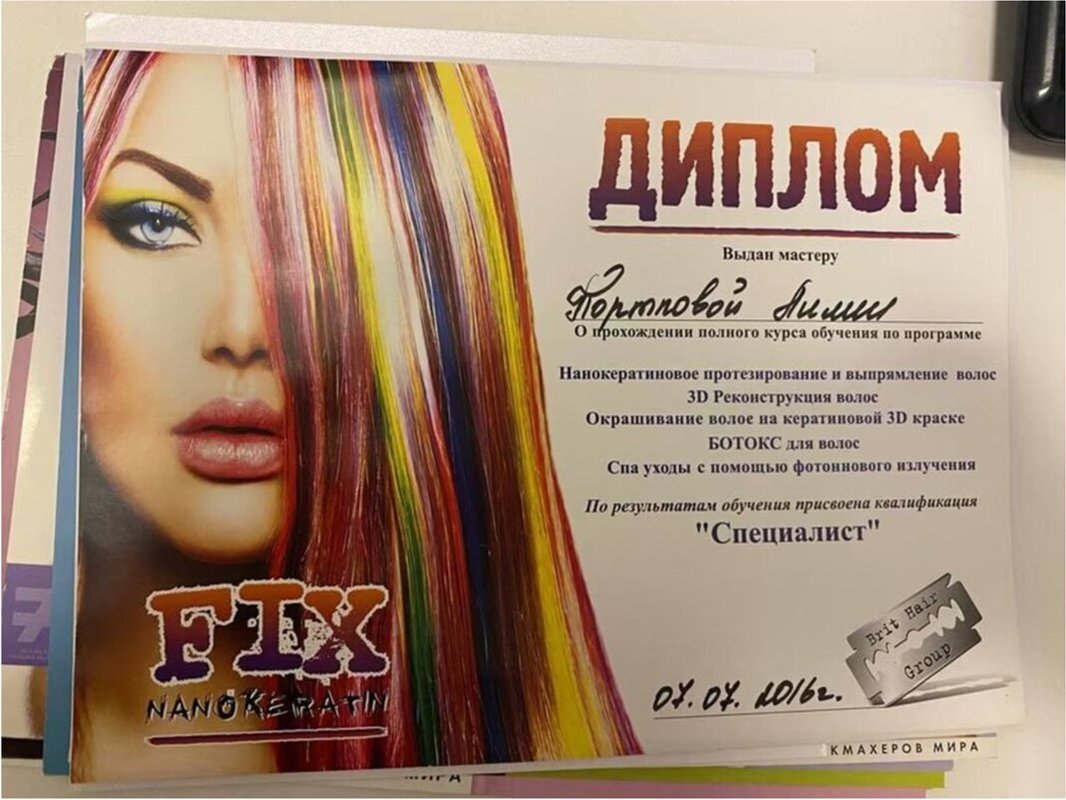 ДИПЛОМ
Выдан мастеру
О прохождении полного курса обучения по программе
Нанокератиновое протезирование и выпрямление волос
3D Реконструкция волос
Окрашивание волое на кератиновой 3D краске
БОТОКС для волос
Спа уходы с помощью фотонного излучения
По результатам обучения присвоена квалификация
"Специалист"
FIX
NANOKERATIN
Brit Hair
Group
07.07.2016г.
КМАХЕРОВ МИРА